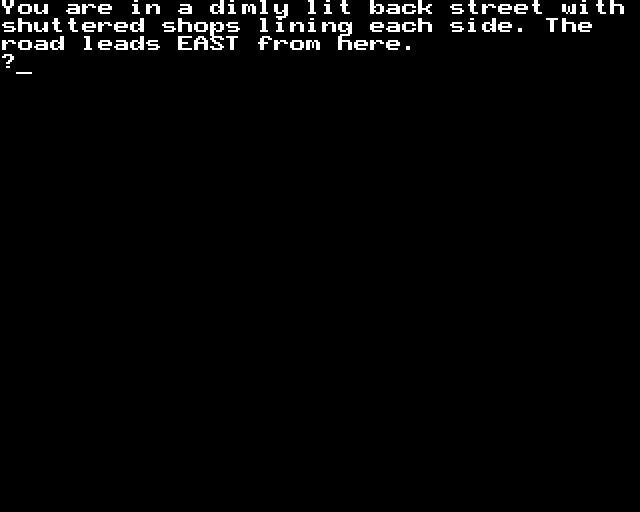 You are in a dimly lit back street with
shuttered shops lining each side. The
road leads EAST from here.
?_